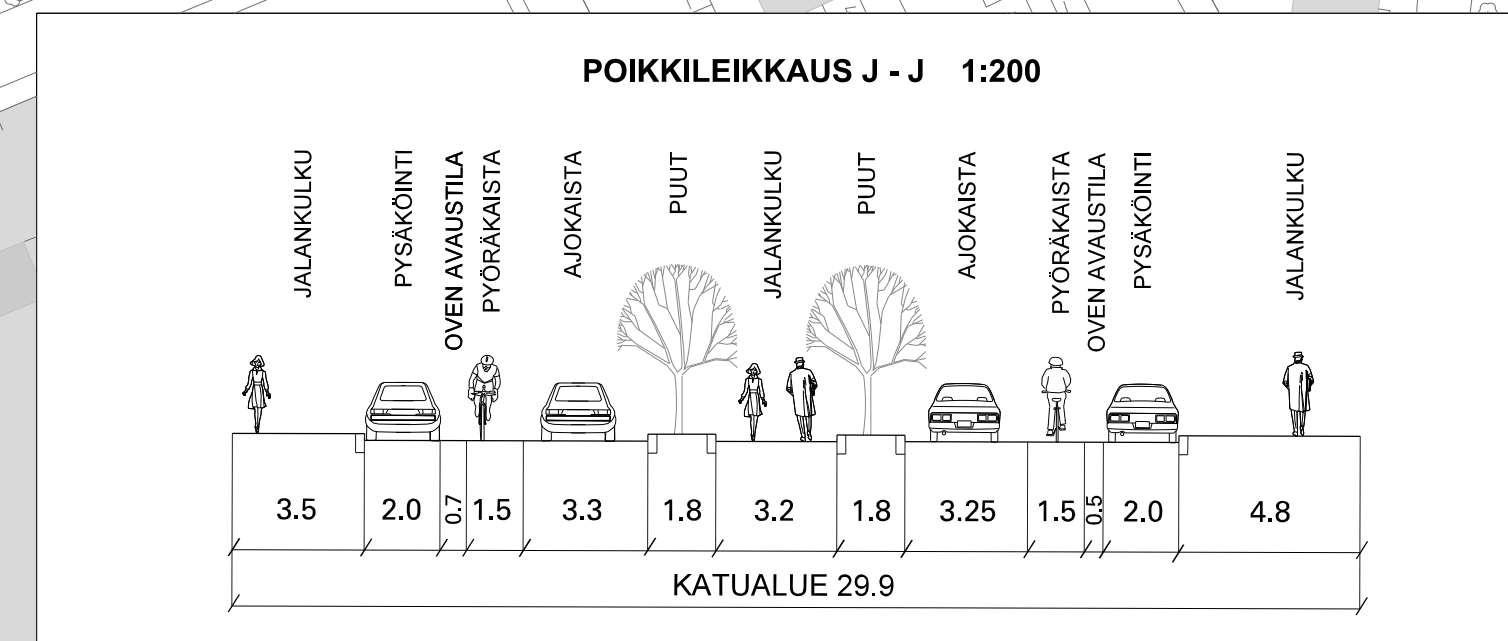 POIKKILEIKKAUS J - J 1:200
JALANKULKU
PYSÄKÖINTI
OVEN AVAUSTILA
PYÖRÄKAISTA
AJOKAISTA
PUUT
JALANKULKU
PUUT
AJOKAISTA
PYÖRÄKAISTA
OVEN AVAUSTILA
PYSÄKÖINTI
JALANKULKU
3.5 2.0 0.7 1.5 3.3 1.8 3.2 1.8 3.25 1.5 0.5 2.0 4.8
KATUALUE 29.9